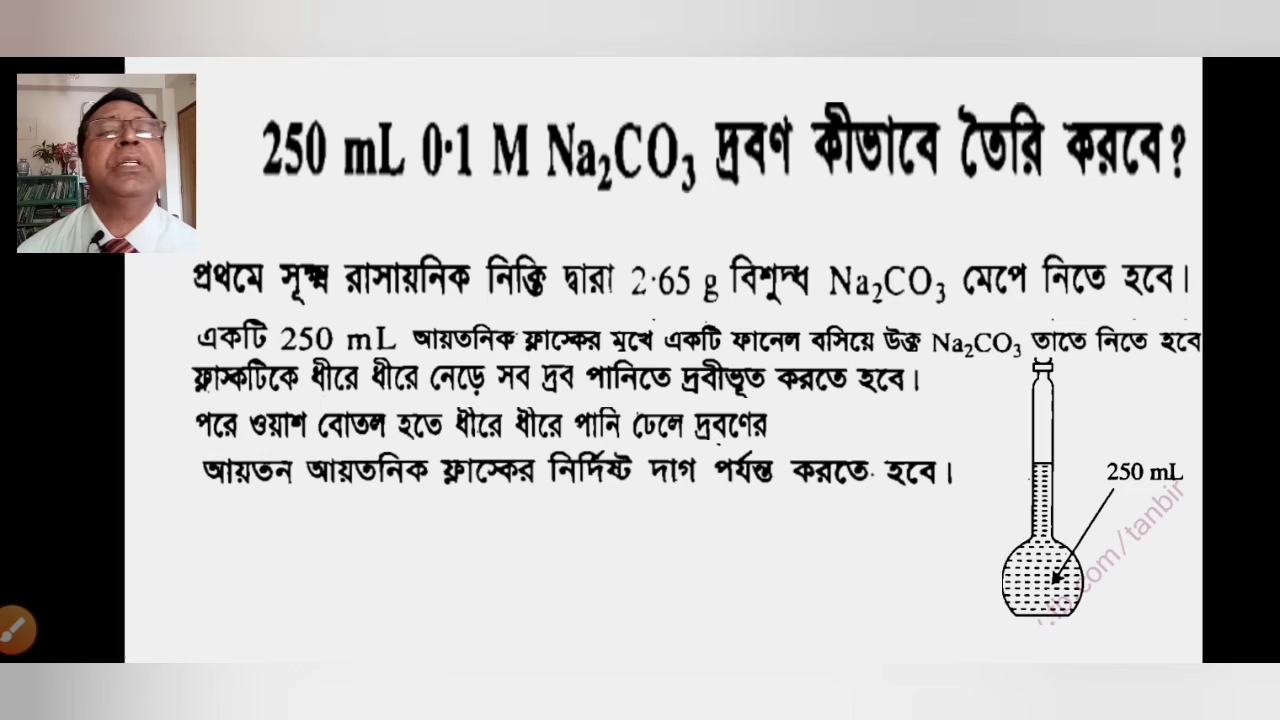 250 mL 0·1 M Na₂CO₃ দ্রবণ কীভাবে তৈরি করবে?
প্রথমে সূক্ষ্ম রাসায়নিক নিক্তি দ্বারা 2·65 g বিশুদ্ধ Na₂CO₃ মেপে নিতে হবে।
একটি 250 mL আয়তনিক ফ্লাস্কের মুখে একটি ফানেল বসিয়ে উক্ত Na₂CO₃ তাতে নিতে হবে
ফ্লাস্কটিকে ধীরে ধীরে নেড়ে সব দ্রব পানিতে দ্রবীভূত করতে হবে।
পরে ওয়াশ বোতল হতে ধীরে ধীরে পানি ঢেলে দ্রবণের
আয়তন আয়তনিক ফ্লাস্কের নির্দিষ্ট দাগ পর্যন্ত করতে হবে।
250 mL
com/tanbir